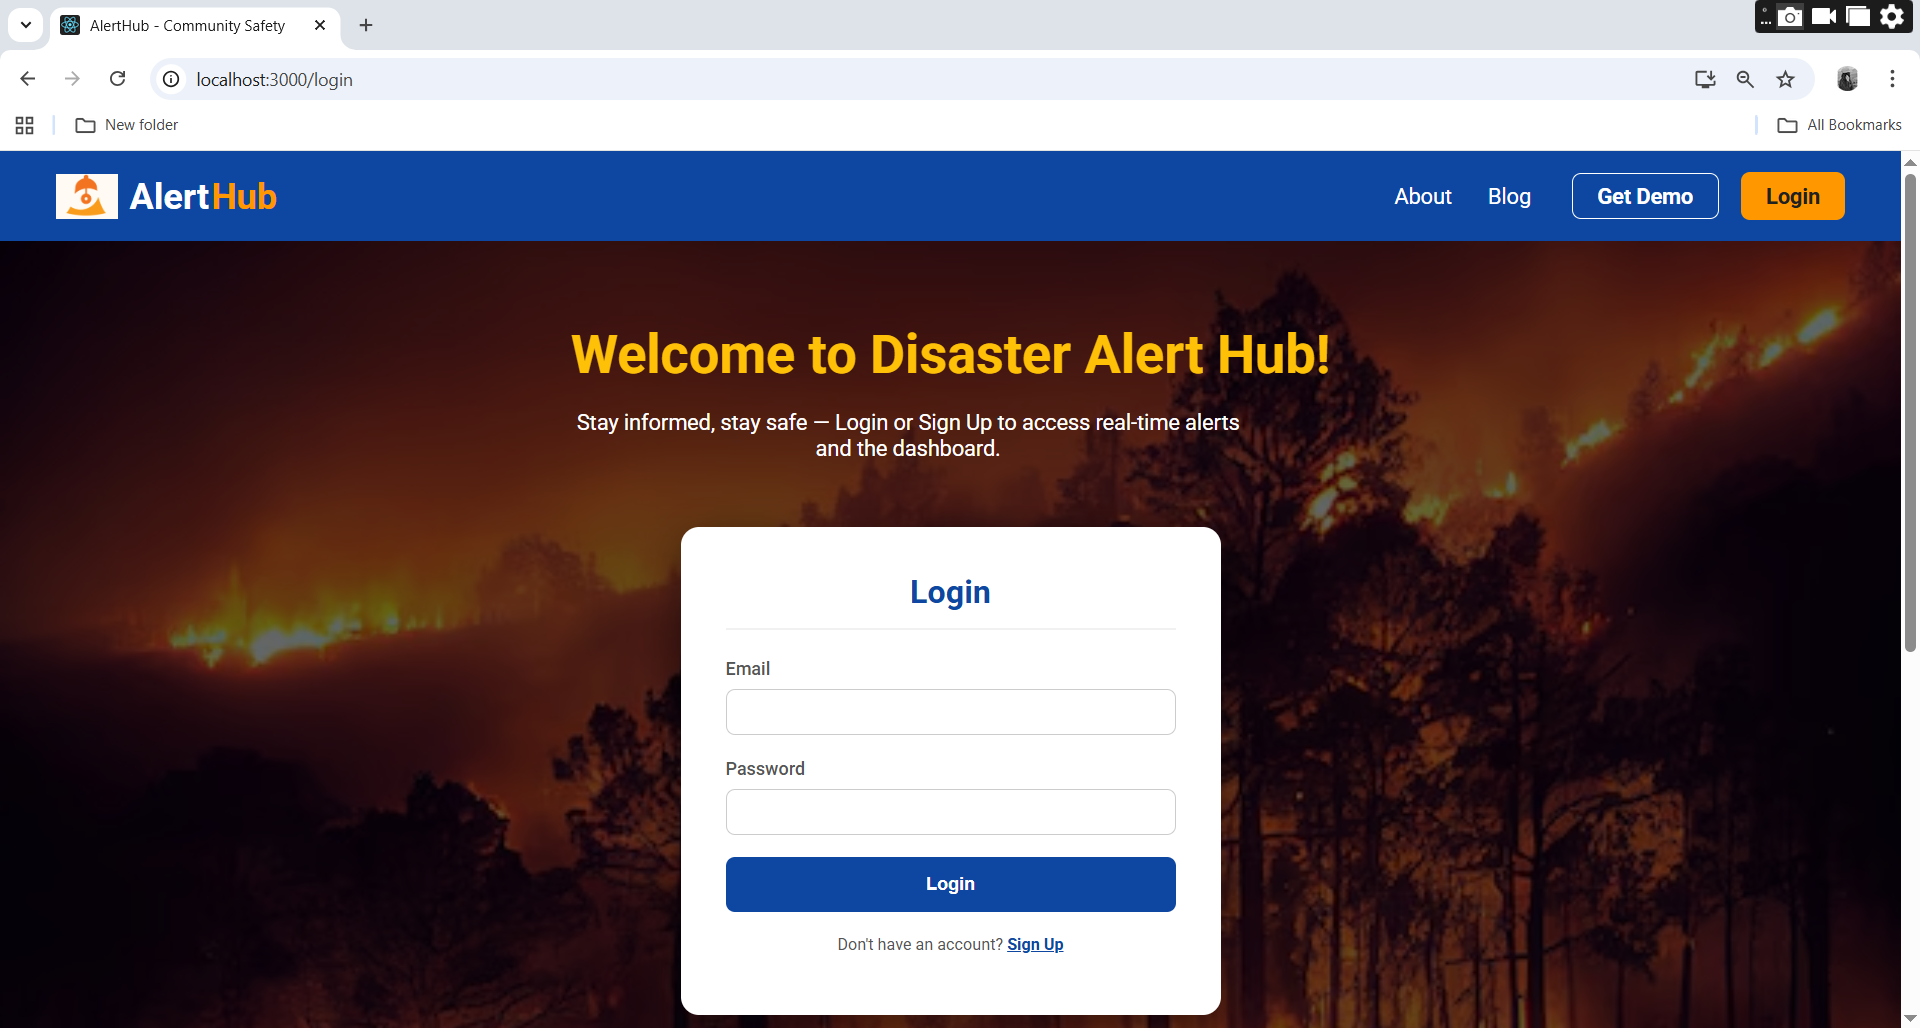 AlertHub - Community Safety
localhost:3000/login
New folder
All Bookmarks
AlertHub
About
Blog
Get Demo
Login
Welcome to Disaster Alert Hub!
Stay informed, stay safe — Login or Sign Up to access real-time alerts
and the dashboard.
Login
Email
Password
Login
Don't have an account? Sign Up